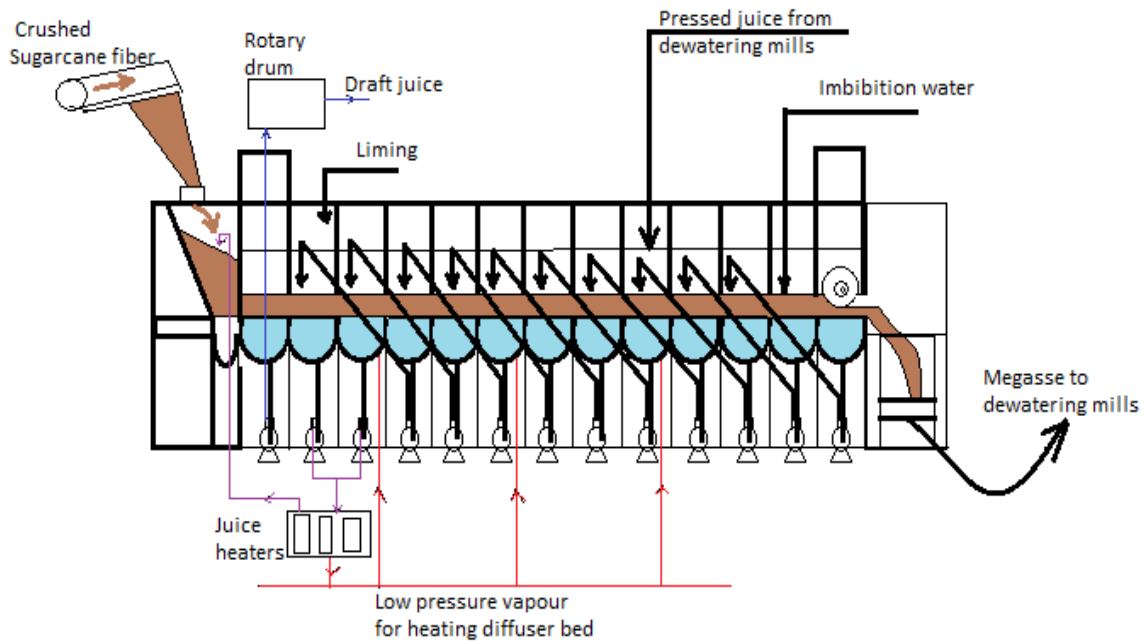 Crushed
Sugarcane fiber
Rotary
drum
Draft juice
Pressed juice from
dewatering mills
Imbibition water
Liming
Megasse to
dewatering mills
Juice
heaters
Low pressure vapour
for heating diffuser bed